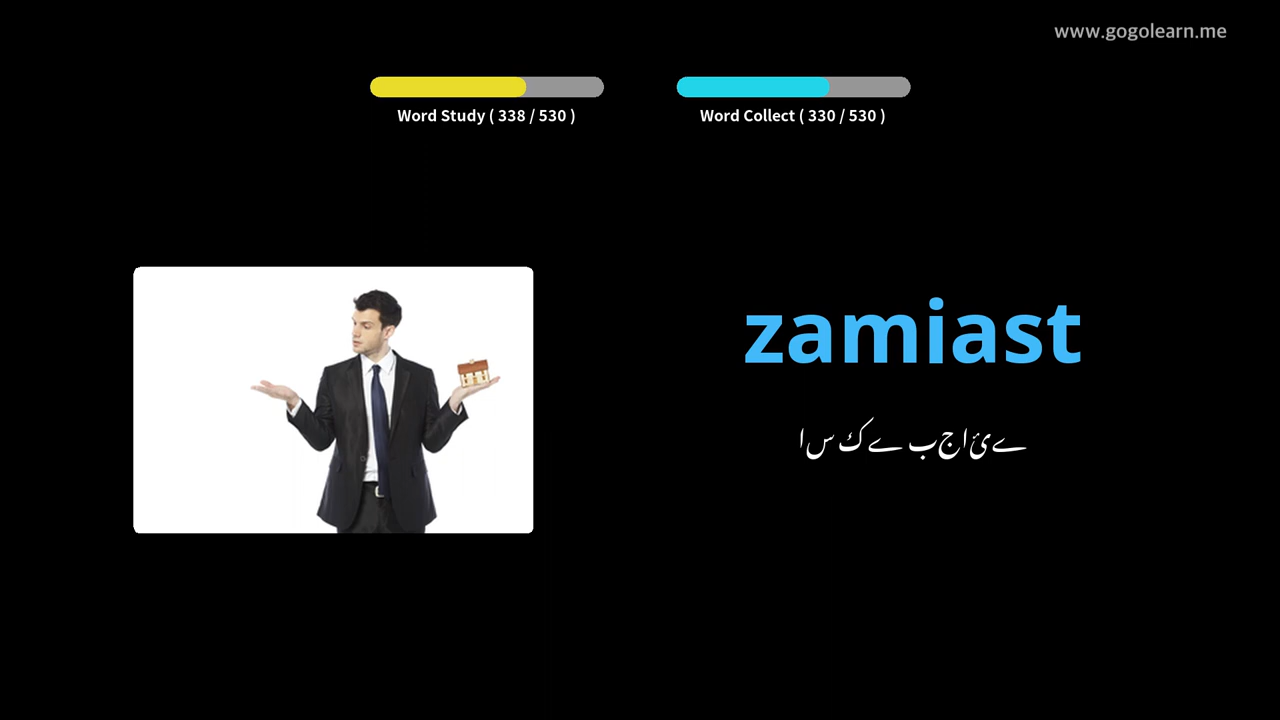 www.gogolearn.me
Word Study ( 338 / 530 )
Word Collect ( 330 / 530 )
zamiast
اس کے بجائے